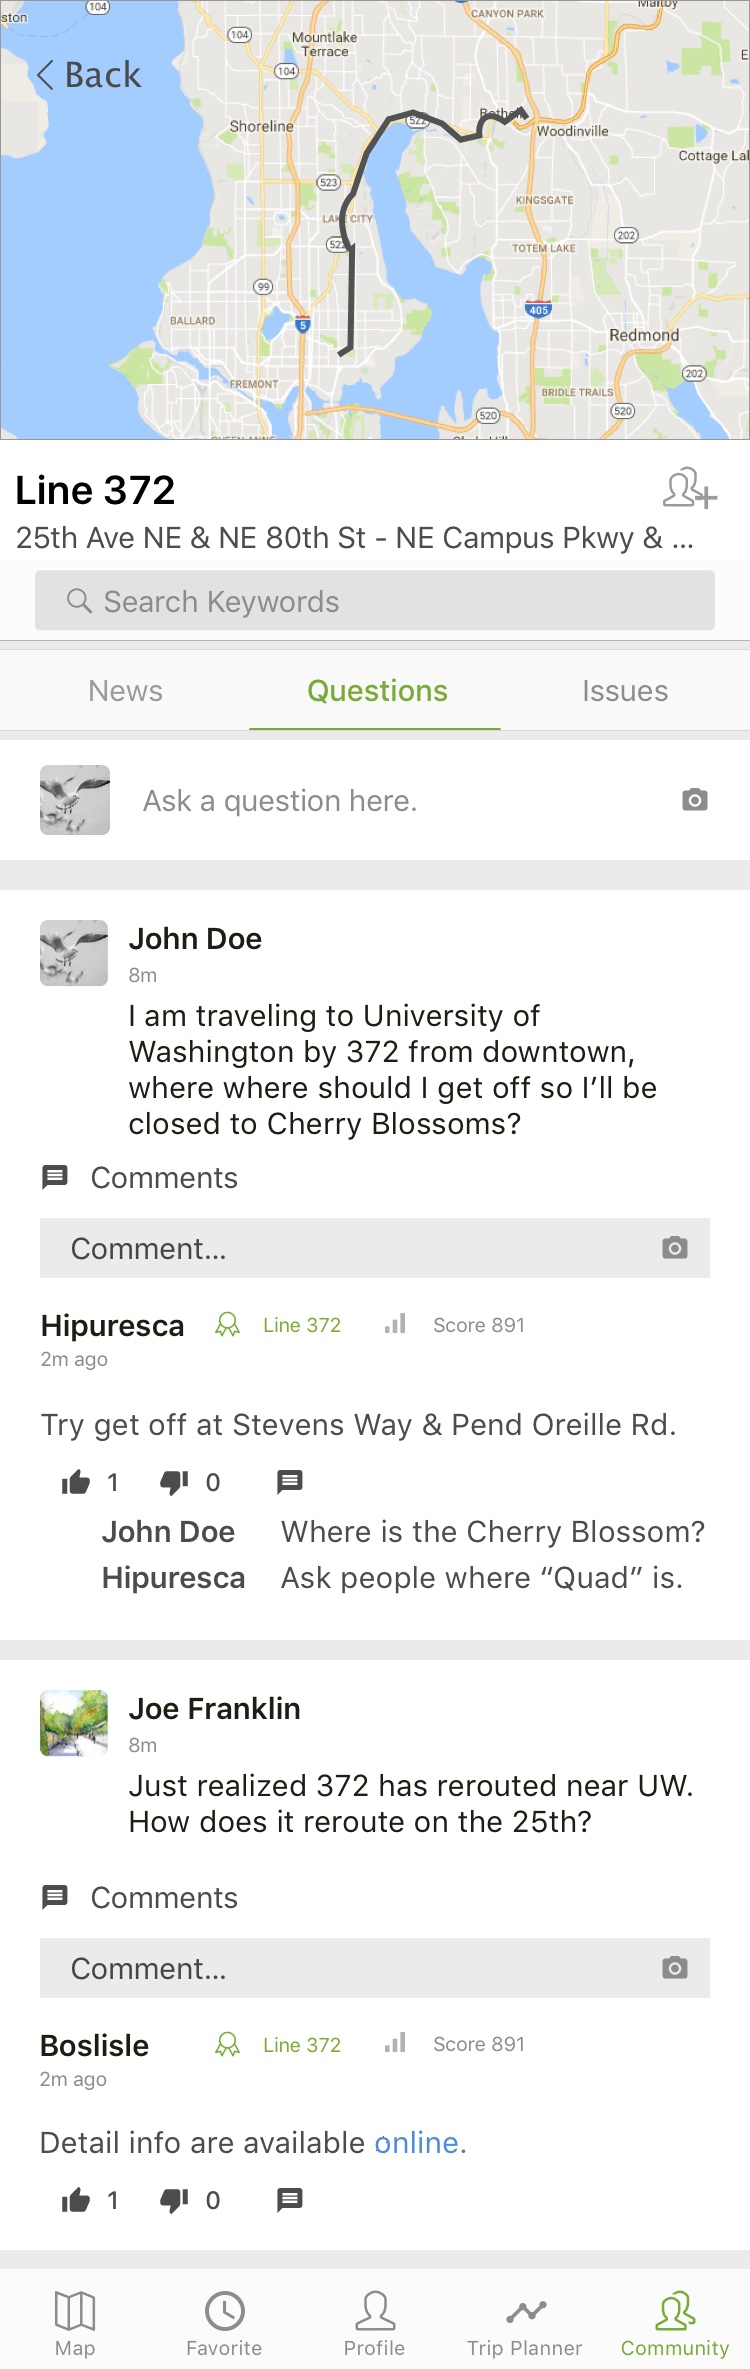 ston
104
CANYON PARK
Maltby
104
Mountlake
Terrace
104
E
< Back
Shoreline
522
Bothell
Woodinville
Cottage Lak
523
LAKE CITY
KINGSGATE
522
202
TOTEM LAKE
99
BALLARD
5
405
Redmond
FREMONT
202
BRIDLE TRAILS
520
520
QUEEN ANNE
Clyde Hill
Line 372
25th Ave NE & NE 80th St - NE Campus Pkwy & ...
Search Keywords
News Questions Issues
Ask a question here.
John Doe
8m
I am traveling to University of
Washington by 372 from downtown,
where where should I get off so I’ll be
closed to Cherry Blossoms?
Comments
Comment...
Hipuresca Line 372 Score 891
2m ago
Try get off at Stevens Way & Pend Oreille Rd.
1 0
John Doe Where is the Cherry Blossom?
Hipuresca Ask people where “Quad” is.
Joe Franklin
8m
Just realized 372 has rerouted near UW.
How does it reroute on the 25th?
Comments
Comment...
Boslisle Line 372 Score 891
2m ago
Detail info are available online.
1 0
Map Favorite Profile Trip Planner Community